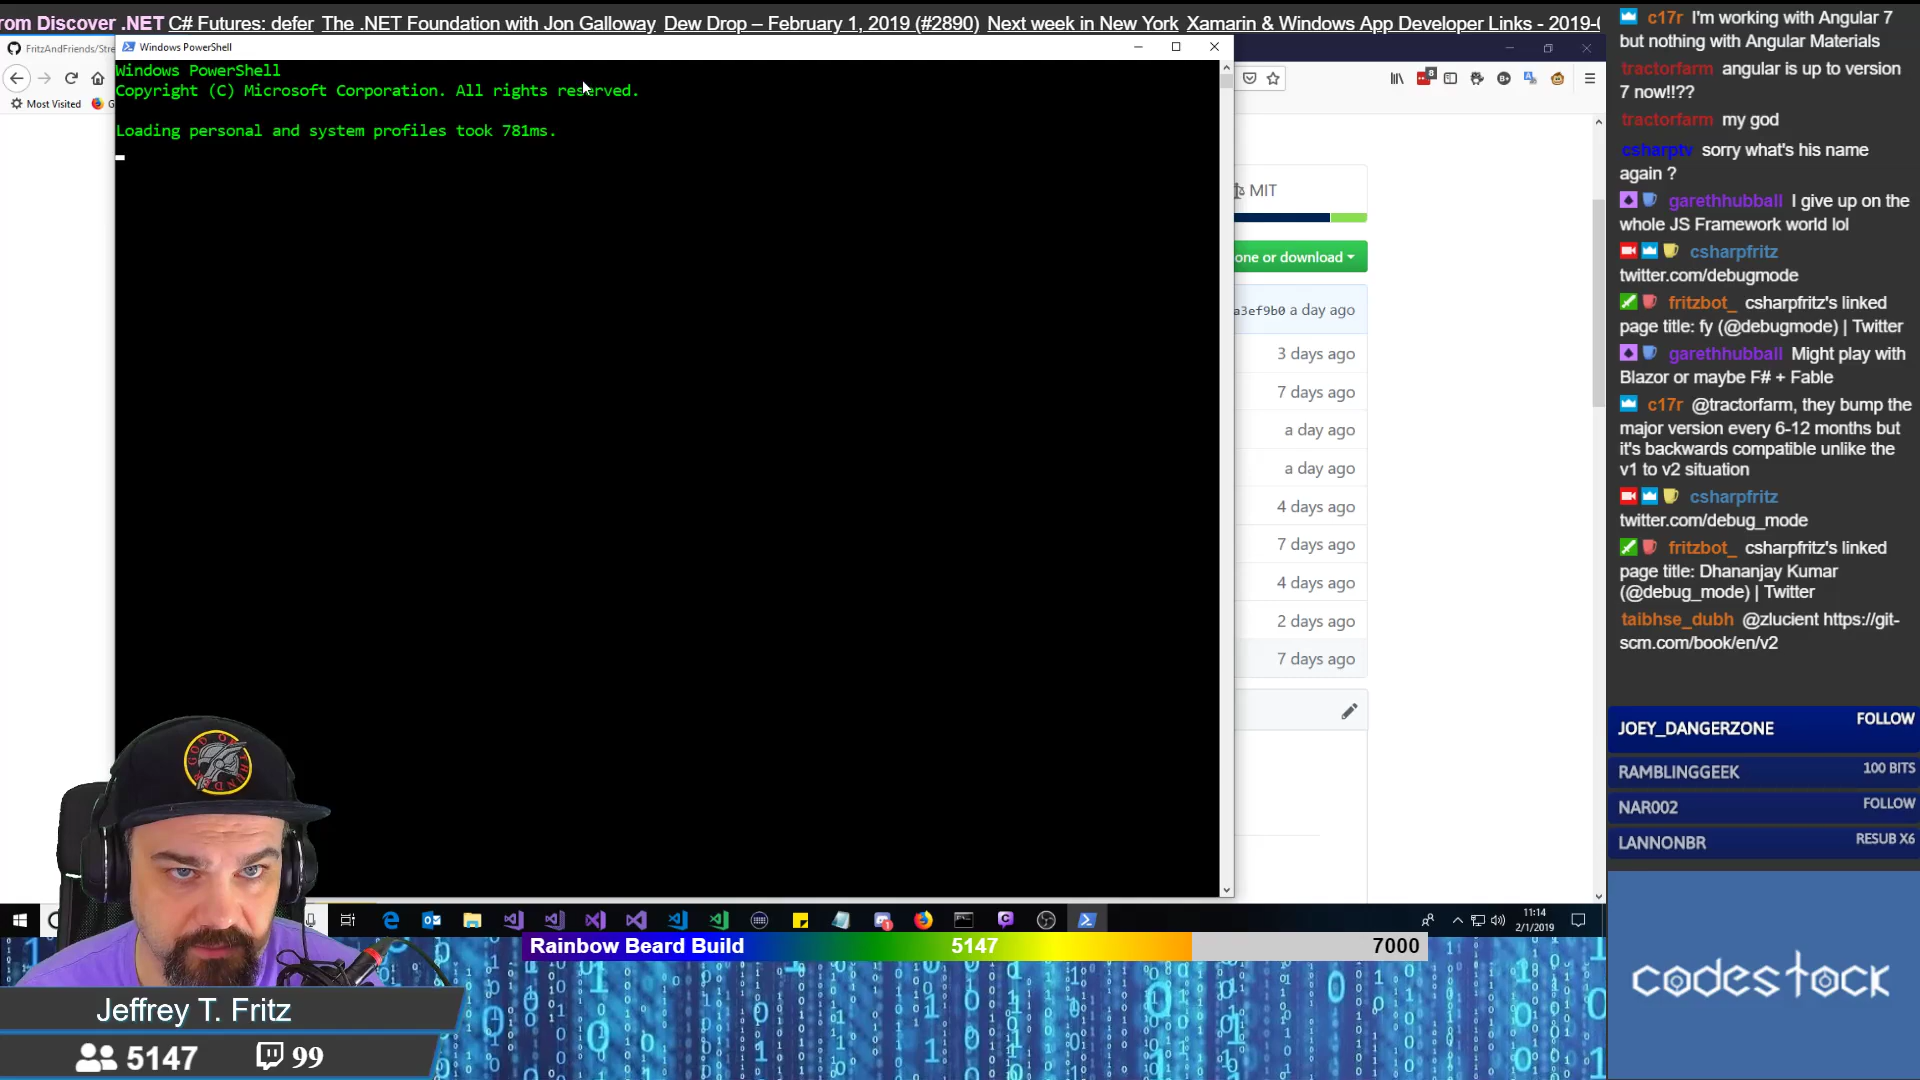 rom Discover .NET C# Futures: defer The .NET Foundation with Jon Galloway Dew Drop – February 1, 2019 (#2890) Next week in New York Xamarin & Windows App Developer Links - 2019-0
FritzAndFriends/Stre
Windows PowerShell
Most Visited
G
Windows PowerShell
Copyright (C) Microsoft Corporation. All rights reserved.
Loading personal and system profiles took 781ms.
8
MIT
one or download
a3ef9b0 a day ago
3 days ago
7 days ago
a day ago
a day ago
4 days ago
7 days ago
4 days ago
2 days ago
7 days ago
c17r I'm working with Angular 7
but nothing with Angular Materials
tractorfarm angular is up to version
7 now!!??
tractorfarm my god
csharptv sorry what's his name
again ?
garethhubball I give up on the
whole JS Framework world lol
csharpfritz
twitter.com/debugmode
fritzbot_ csharpfritz's linked
page title: fy (@debugmode) | Twitter
garethhubball Might play with
Blazor or maybe F# + Fable
c17r @tractorfarm, they bump the
major version every 6-12 months but
it's backwards compatible unlike the
v1 to v2 situation
csharpfritz
twitter.com/debug_mode
fritzbot_ csharpfritz's linked
page title: Dhananjay Kumar
(@debug_mode) | Twitter
taibhse_dubh @zlucient https://git-
scm.com/book/en/v2
JOEY_DANGERZONE FOLLOW
RAMBLINGGEEK 100 BITS
NAR002 FOLLOW
LANNONBR RESUB X6
codestock
GOD OF THUNDER
11:14
2/1/2019
Rainbow Beard Build 5147 7000
Jeffrey T. Fritz
5147 99